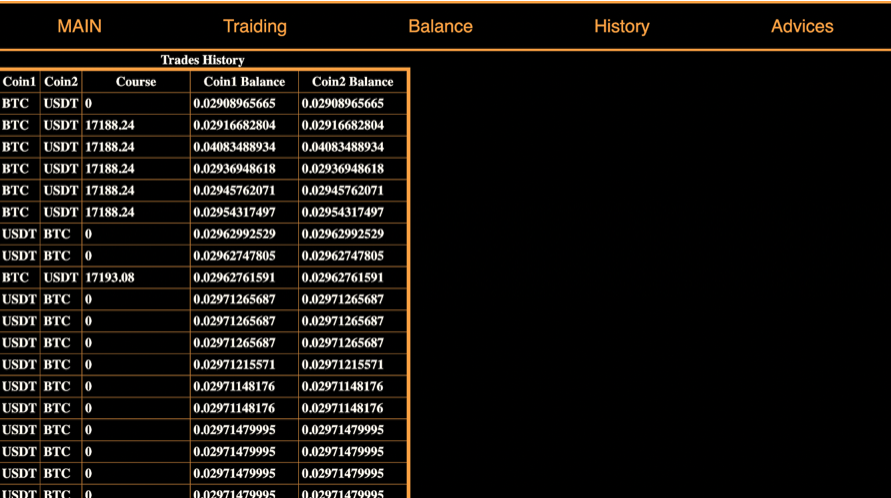 MAIN Traiding Balance History Advices
Trades History
Coin1 Coin2 Course Coin1 Balance Coin2 Balance
BTC USDT 0 0.02908965665 0.02908965665
BTC USDT 17188.24 0.02916682804 0.02916682804
BTC USDT 17188.24 0.04083488934 0.04083488934
BTC USDT 17188.24 0.02936948618 0.02936948618
BTC USDT 17188.24 0.02945762071 0.02945762071
BTC USDT 17188.24 0.02954317497 0.02954317497
USDT BTC 0 0.02962992529 0.02962992529
USDT BTC 0 0.02962747805 0.02962747805
BTC USDT 17193.08 0.02962761591 0.02962761591
USDT BTC 0 0.02971265687 0.02971265687
USDT BTC 0 0.02971265687 0.02971265687
USDT BTC 0 0.02971265687 0.02971265687
USDT BTC 0 0.02971215571 0.02971215571
USDT BTC 0 0.02971148176 0.02971148176
USDT BTC 0 0.02971148176 0.02971148176
USDT BTC 0 0.02971479995 0.02971479995
USDT BTC 0 0.02971479995 0.02971479995
USDT BTC 0 0.02971479995 0.02971479995
USDT BTC 0 0.02971479995 0.02971479995